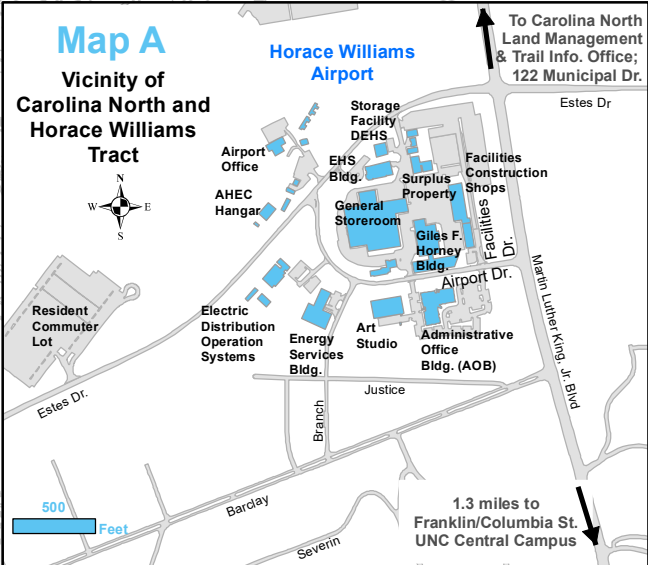 Map A
Vicinity of
Carolina North and
Horace Williams
Tract
N
W
E
S
Horace Williams
Airport
To Carolina North
Land Management
& Trail Info. Office;
122 Municipal Dr.
Estes Dr
Storage
Facility
DEHS
Airport
Office
EHS
Bldg.
Surplus
Property
Facilities
Construction
Shops
AHEC
Hangar
General
Storeroom
Giles F.
Horney
Bldg.
Facilities
Dr.
Airport Dr.
Martin Luther King, Jr. Blvd
Resident
Commuter
Lot
Electric
Distribution
Operation
Systems
Energy
Services
Bldg.
Art
Studio
Administrative
Office
Bldg. (AOB)
Estes Dr.
Justice
Branch
Barclay
Severin
500
Feet
1.3 miles to
Franklin/Columbia St.
UNC Central Campus